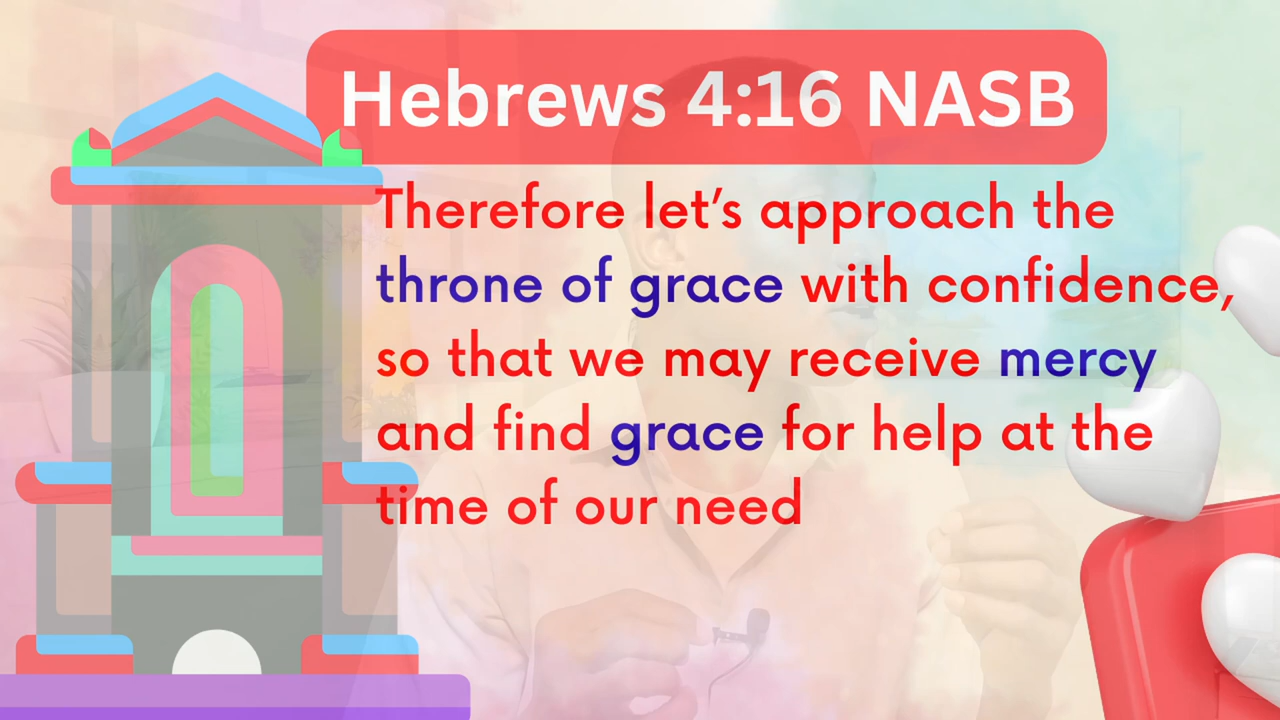 Hebrews 4:16 NASB
Therefore let’s approach the
throne of grace with confidence,
so that we may receive mercy
and find grace for help at the
time of our need